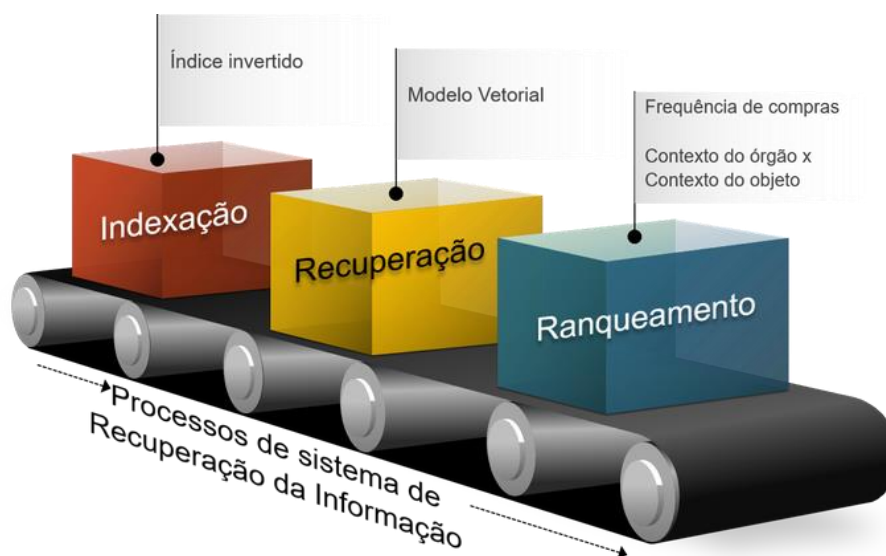 Índice invertido
Modelo Vetorial
Frequência de compras
Contexto do órgão x
Contexto do objeto
Indexação
Recuperação
Ranqueamento
Processos de sistema de
Recuperação da Informação